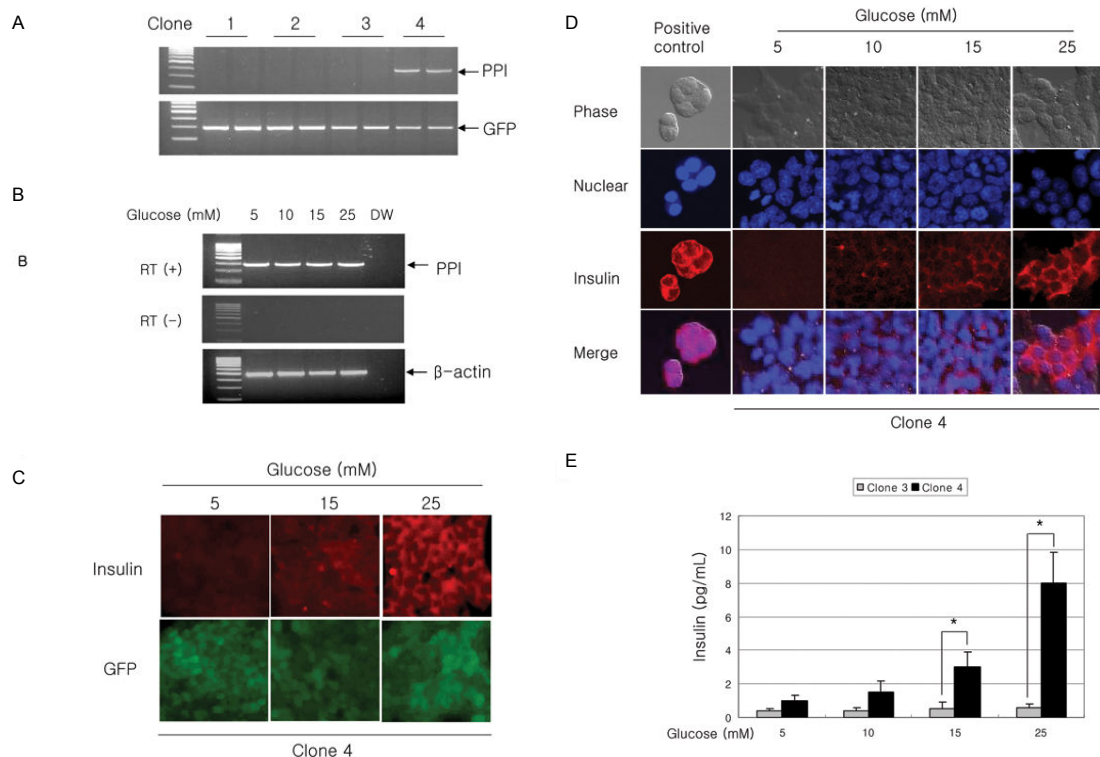 A
Clone 1 2 3 4
PPI
GFP
B
B
Glucose (mM) 5 10 15 25 DW
RT (+)
PPI
RT (-)
β-actin
C
Glucose (mM)
5 15 25
Insulin
GFP
Clone 4
D
Glucose (mM)
Positive
control
5 10 15 25
Phase
Nuclear
Insulin
Merge
Clone 4
E
Clone 3 Clone 4
Insulin (pg/mL)
12
10
8
6
4
2
0
* *
Glucose (mM) 5 10 15 25